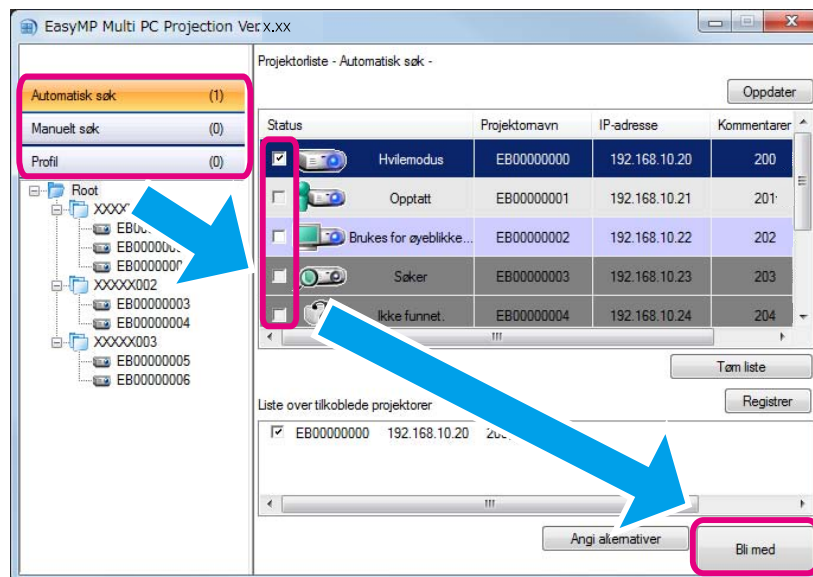 EasyMP Multi PC Projection Ver.x.xx
Projektorliste - Automatisk søk -
Automatisk søk (1)
Manuelt søk (0)
Profil (0)
Oppdater
Status Projektornavn IP-adresse Kommentarer
Hvilemodus EB00000000 192.168.10.20 200
Opptatt EB00000001 192.168.10.21 201
Brukes for øyeblikke... EB00000002 192.168.10.22 202
Søker EB00000003 192.168.10.23 203
Ikke funnet. EB00000004 192.168.10.24 204
Root
XXXXX002
EB00000003
EB00000004
XXXXX003
EB00000005
EB00000006
Tøm liste
Liste over tilkoblede projektorer
Registrer
EB00000000 192.168.10.20
Angi alternativer
Bli med